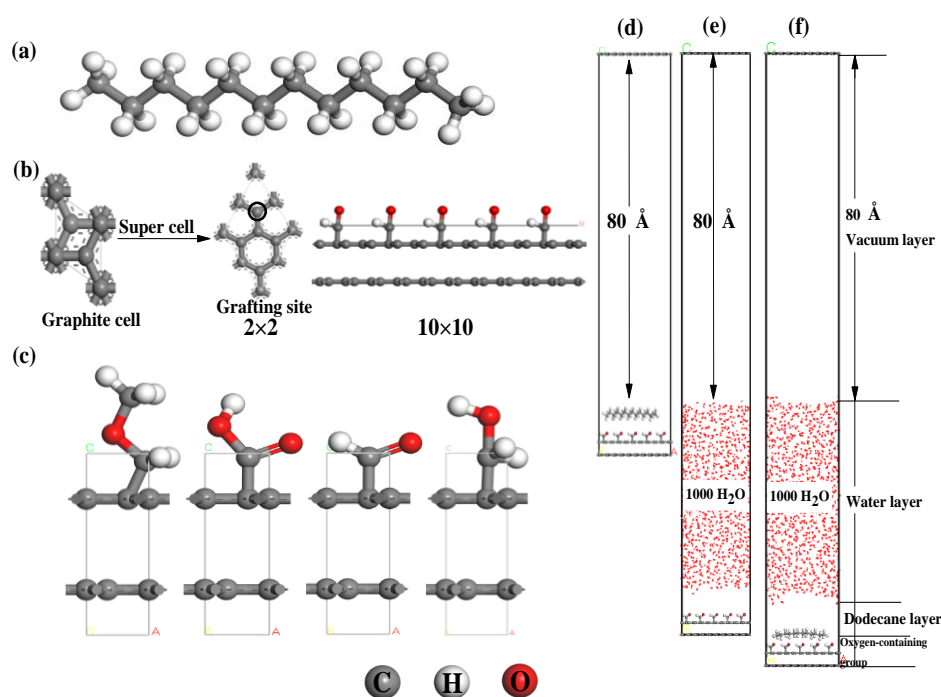 (a)
(b)
Graphite cell
Super cell
Grafting site
2×2
10×10
(c)
C
A
C
B
A
C
A
C
A
C
H
O
(d)
C
80 Å
A
(e)
C
80 Å
1000 H₂O
(f)
C
1000 H₂O
A
80 Å
Vacuum layer
Water layer
Dodecane layer
Oxygen-containing
group